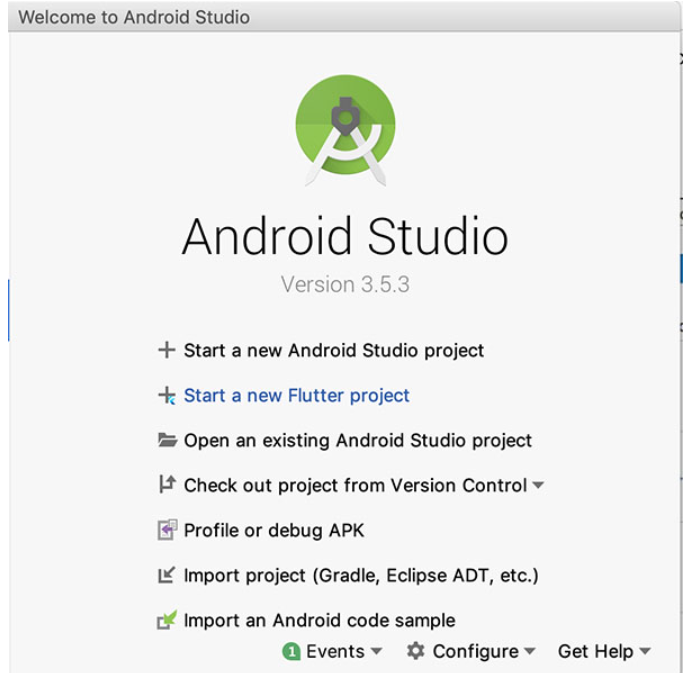 Welcome to Android Studio
Android Studio
Version 3.5.3
Start a new Android Studio project
Start a new Flutter project
Open an existing Android Studio project
Check out project from Version Control
Profile or debug APK
Import project (Gradle, Eclipse ADT, etc.)
Import an Android code sample
1 Events Configure Get Help